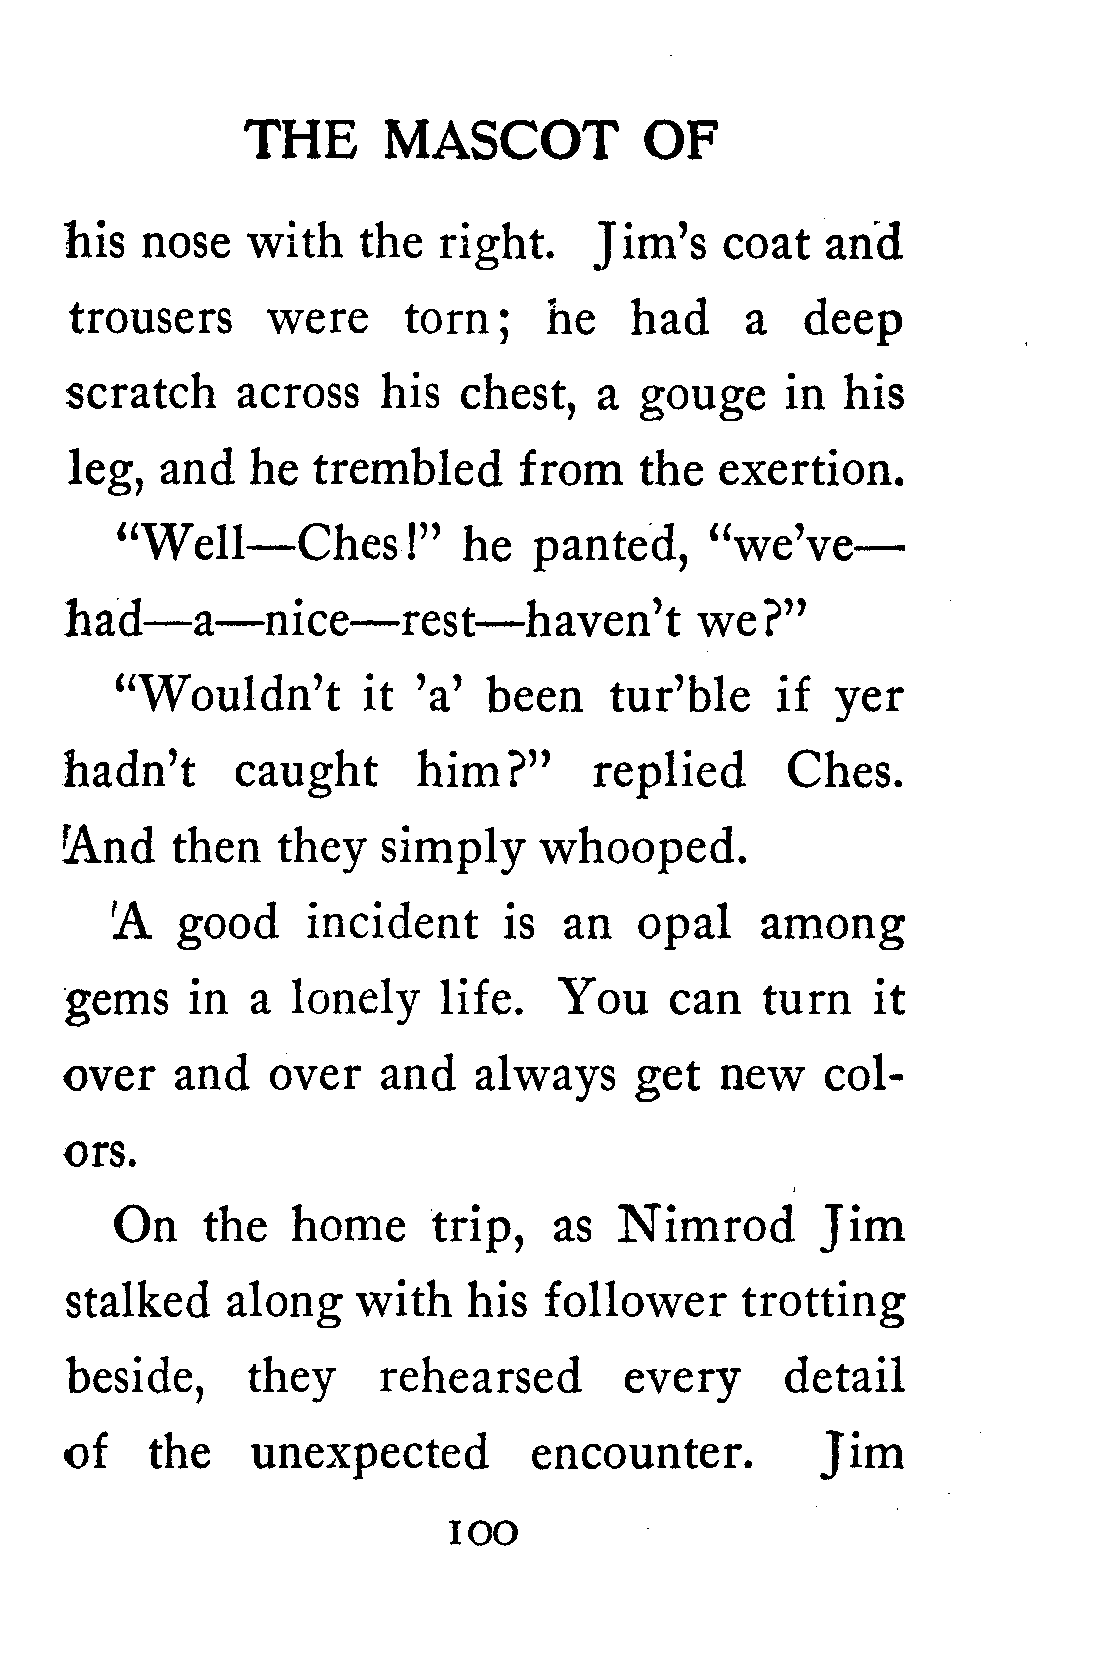 THE MASCOT OF
his nose with the right. Jim's coat and
trousers were torn; he had a deep
scratch across his chest, a gouge in his
leg, and he trembled from the exertion.
“Well—Ches!” he panted, “we've—
had—a—nice—rest—haven't we?”
“Wouldn't it 'a' been tur'ble if yer
hadn't caught him?” replied Ches.
And then they simply whooped.
A good incident is an opal among
gems in a lonely life. You can turn it
over and over and always get new col-
ors.
On the home trip, as Nimrod Jim
stalked along with his follower trotting
beside, they rehearsed every detail
of the unexpected encounter. Jim
100